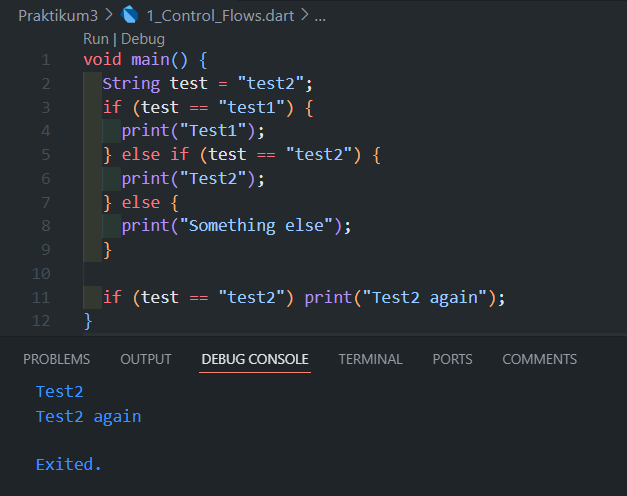 Praktikum3 > 1_Control_Flows.dart > ...
Run | Debug
1 void main() {
2 String test = "test2";
3 if (test == "test1") {
4 print("Test1");
5 } else if (test == "test2") {
6 print("Test2");
7 } else {
8 print("Something else");
9 }
10
11 if (test == "test2") print("Test2 again");
12 }
PROBLEMS OUTPUT DEBUG CONSOLE TERMINAL PORTS COMMENTS
Test2
Test2 again
Exited.